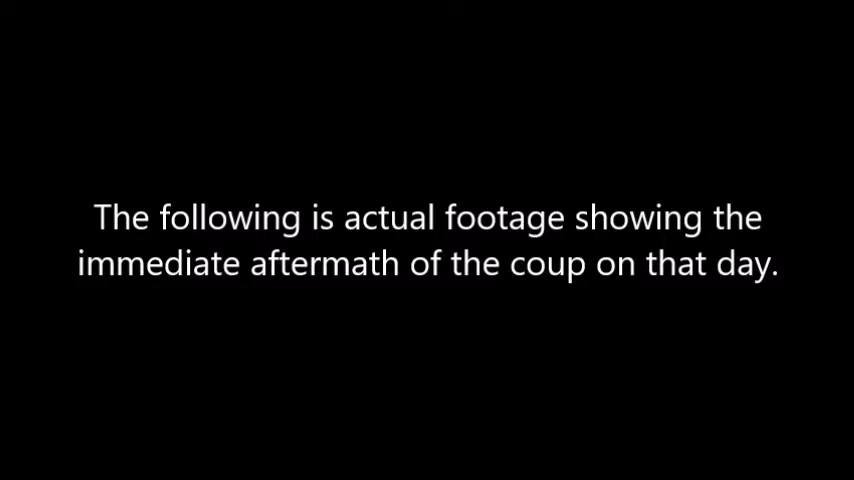 The following is actual footage showing the
immediate aftermath of the coup on that day.